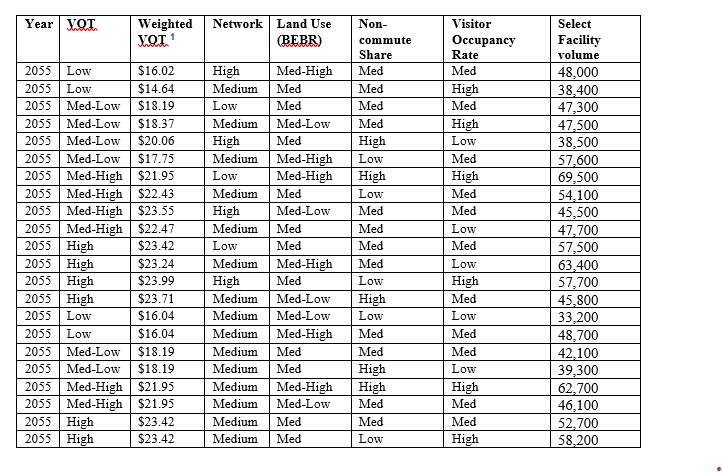 Year VOT Weighted VOT 1 Network Land Use (BEBR) Non-commute Share Visitor Occupancy Rate Select Facility volume
2055 Low $16.02 High Med-High Med Med 48,000
2055 Low $14.64 Medium Med Med High 38,400
2055 Med-Low $18.19 Low Med Med Med 47,300
2055 Med-Low $18.37 Medium Med-Low Med High 47,500
2055 Med-Low $20.06 High Med High Low 38,500
2055 Med-Low $17.75 Medium Med-High Low Med 57,600
2055 Med-High $21.95 Low Med-High High High 69,500
2055 Med-High $22.43 Medium Med Low Med 54,100
2055 Med-High $23.55 High Med-Low Med Med 45,500
2055 Med-High $22.47 Medium Med Med Low 47,700
2055 High $23.42 Low Med Med Med 57,500
2055 High $23.24 Medium Med-High Med Low 63,400
2055 High $23.99 High Med Low High 57,700
2055 High $23.71 Medium Med-Low High Med 45,800
2055 Low $16.04 Medium Med-Low Low Low 33,200
2055 Low $16.04 Medium Med-High Med Med 48,700
2055 Med-Low $18.19 Medium Med Med Med 42,100
2055 Med-Low $18.19 Medium Med High Low 39,300
2055 Med-High $21.95 Medium Med-High High High 62,700
2055 Med-High $21.95 Medium Med-Low Med Med 46,100
2055 High $23.42 Medium Med Med Med 52,700
2055 High $23.42 Medium Med Low High 58,200